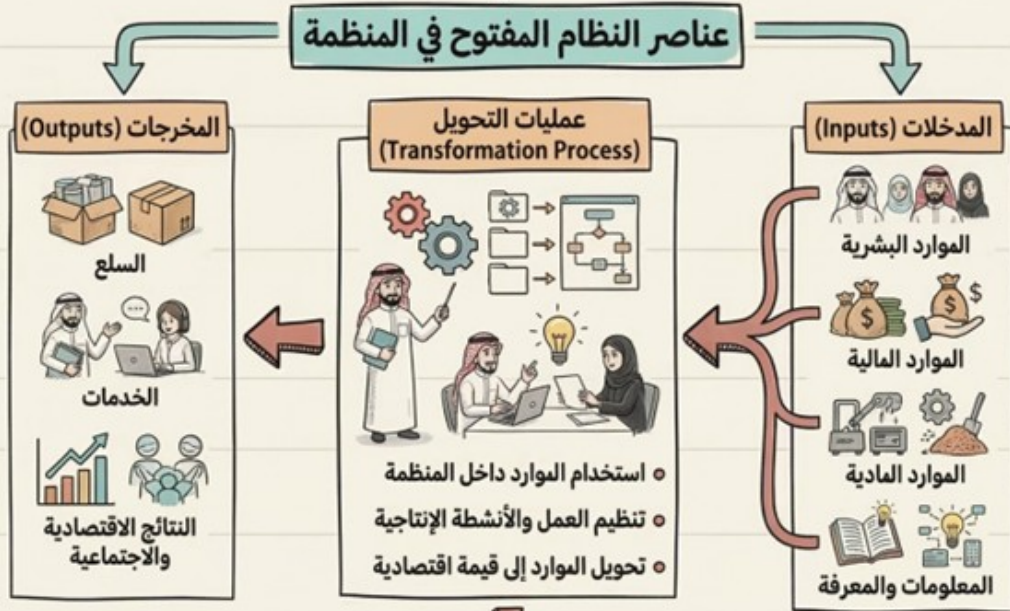 عناصر النظام المفتوح في المنظمة
المدخلات (Inputs)
الموارد البشرية
الموارد المالية
الموارد المادية
المعلومات والمعرفة
عمليات التحويل
(Transformation Process)
• استخدام الموارد داخل المنظمة
• تنظيم العمل والأنشطة الإنتاجية
• تحويل الموارد إلى قيمة اقتصادية
المخرجات (Outputs)
السلع
الخدمات
النتائج الاقتصادية
والاجتماعية